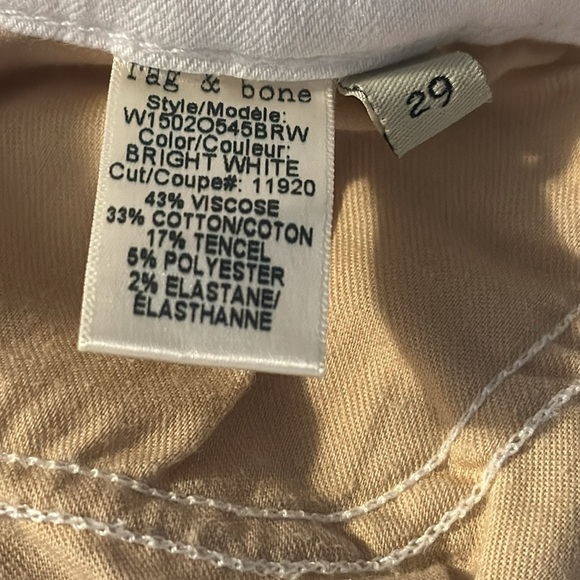 rag & bone
Style/Modèle:
W1502O545BRW
Color/Couleur:
BRIGHT WHITE
Cut/Coupe#: 11920
43% VISCOSE
33% COTTON/COTON
17% TENCEL
5% POLYESTER
2% ELASTANE/
ÉLASTHANNE
29